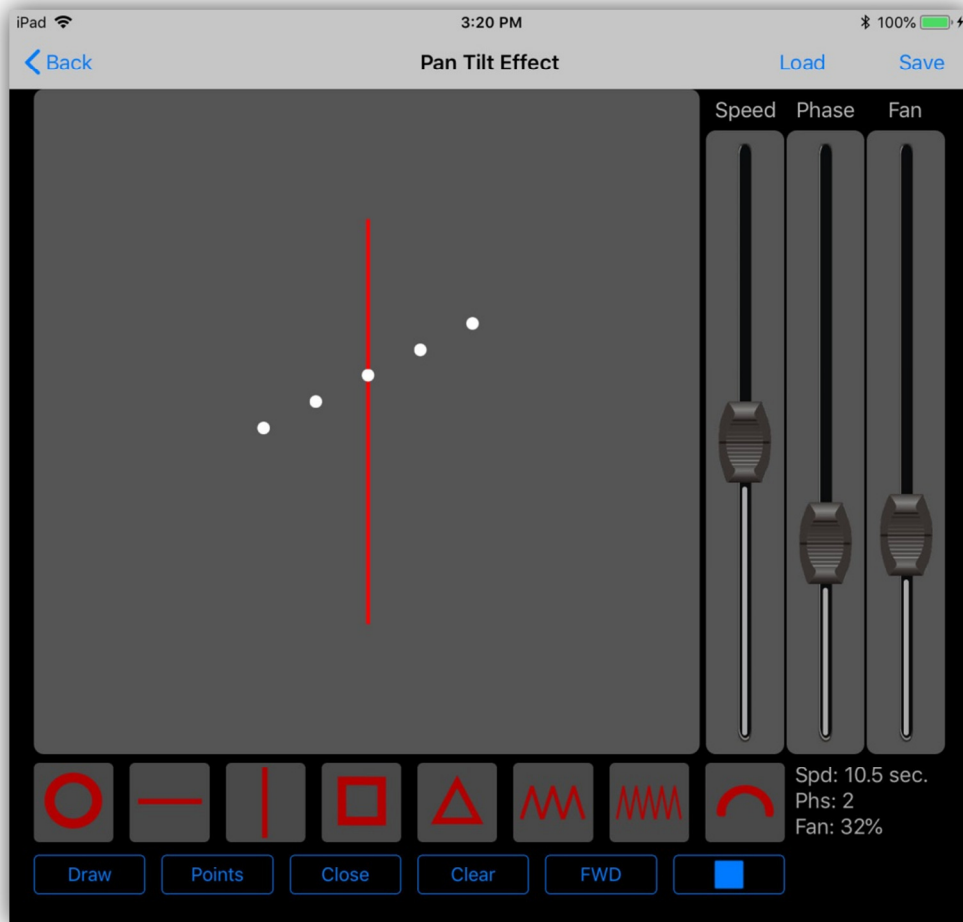 iPad 3:20 PM 100%
Back Pan Tilt Effect Load Save
Speed Phase Fan
Spd: 10.5 sec.
Phs: 2
Fan: 32%
Draw Points Close Clear FWD